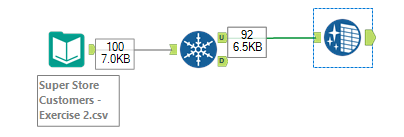 100
7.0KB
U
D
92
6.5KB
Super Store
Customers -
Exercise 2.csv